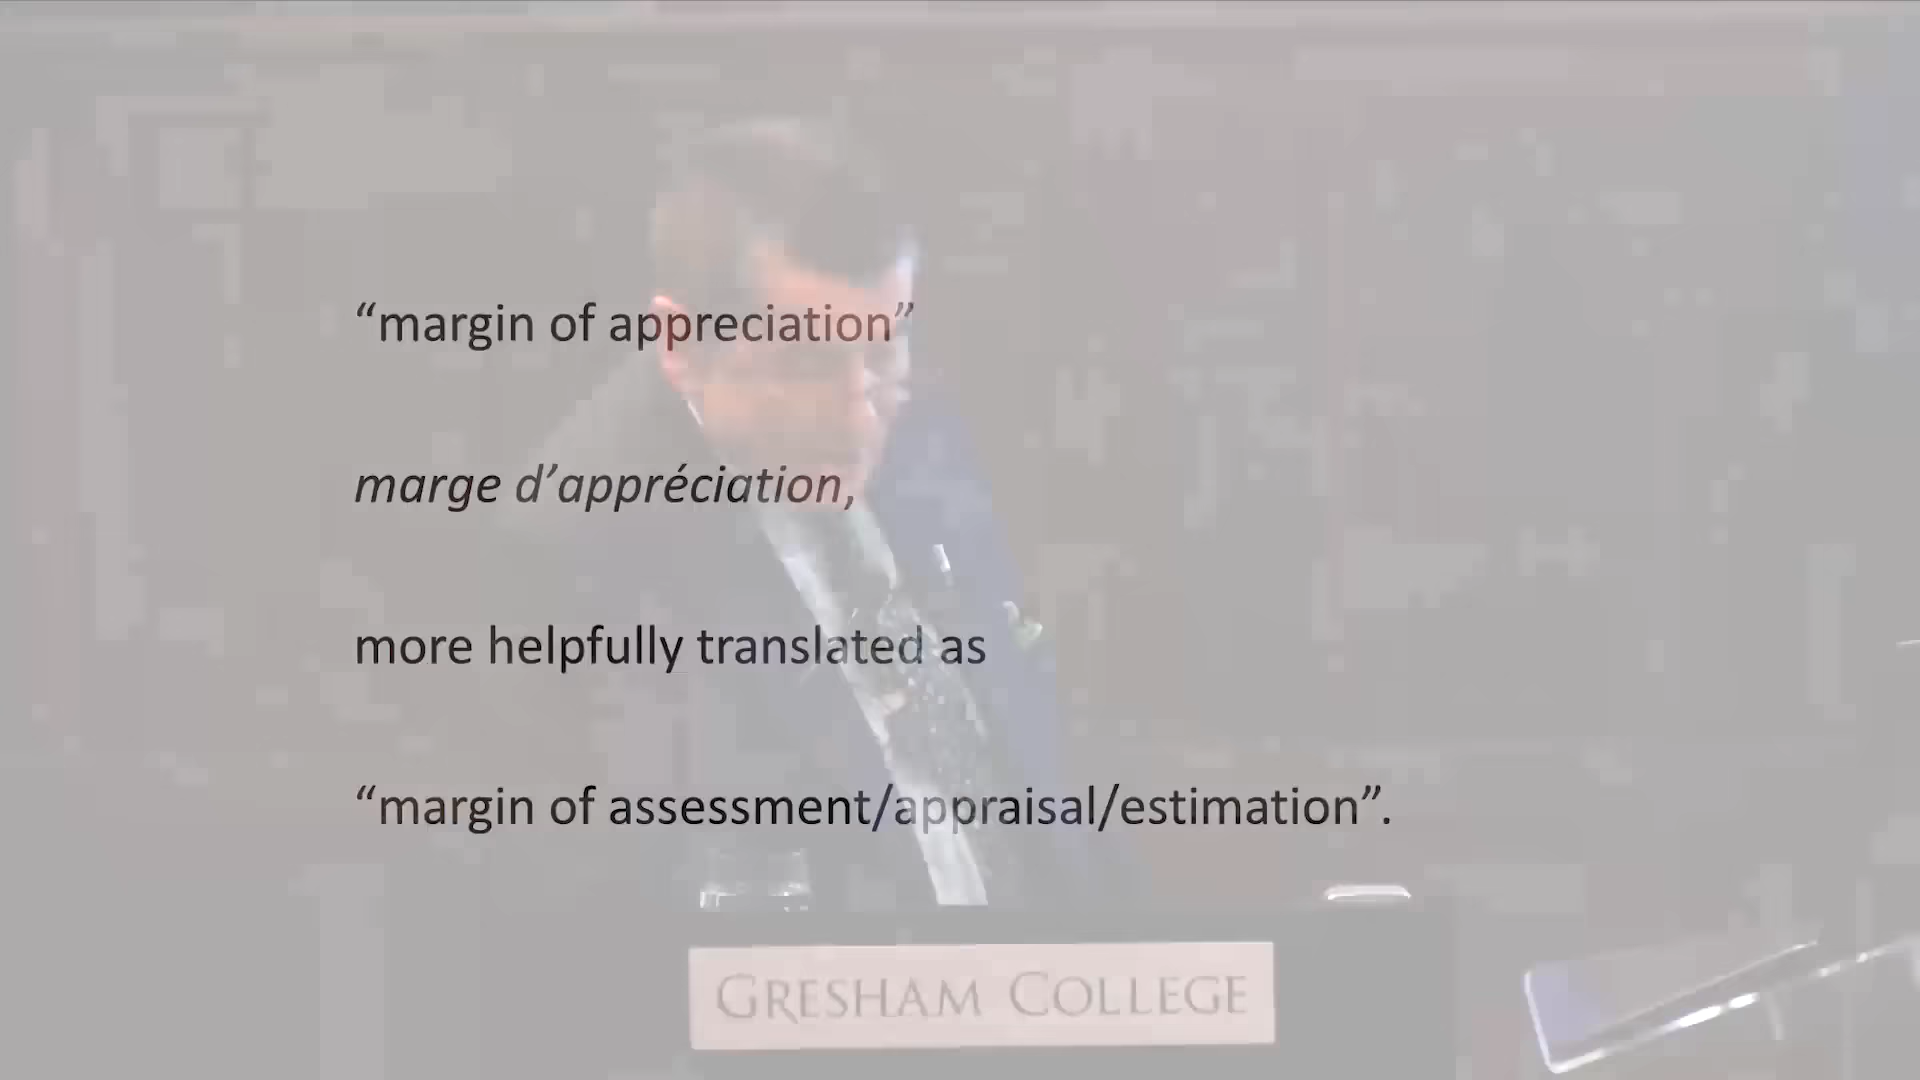 “margin of appreciation”
marge d’appréciation,
more helpfully translated as
“margin of assessment/appraisal/estimation”.
GRESHAM COLLEGE